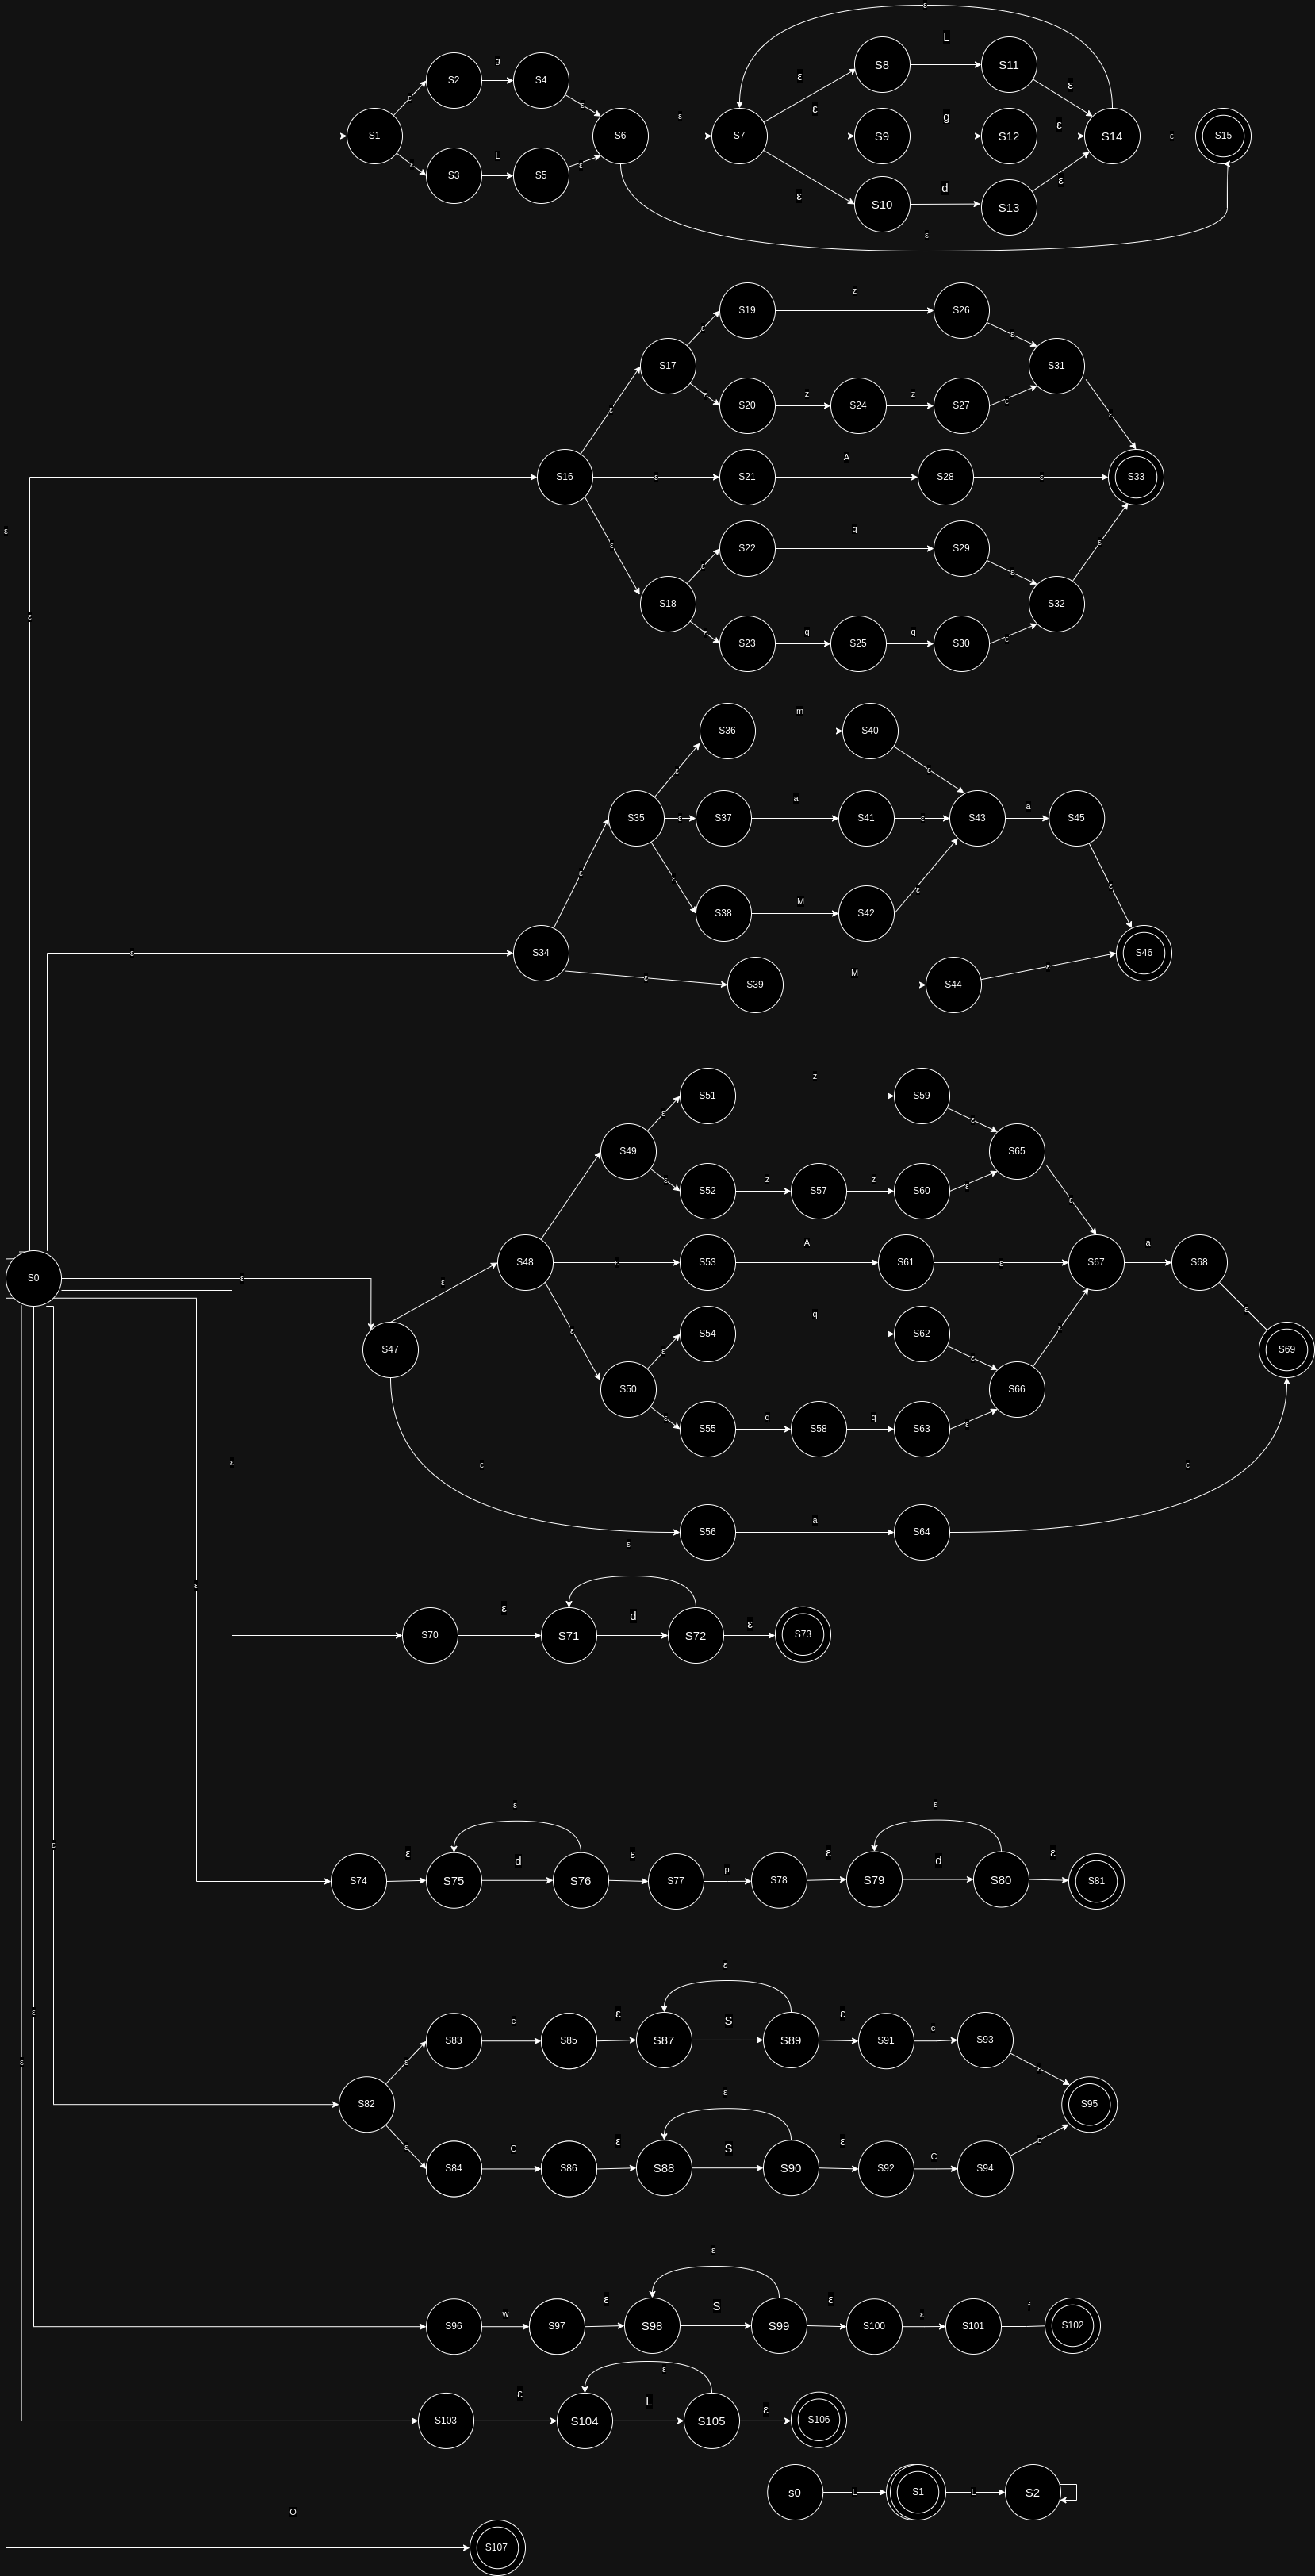 ε
L
g
S8 S11
S2 S4
ε ε
ε ε
ε
S1 S6 ε S7 S9 g S12 ε S14 ε S15
ε L ε
S3 S5
ε d ε
S10 S13
ε
z
S19 S26
ε ε
S17 S31
ε z z ε
S20 S24 S27
ε ε
A
S16 ε S21 S28 ε S33
ε
q
ε S22 S29 ε
ε ε
S18 S32
ε q q ε
S23 S25 S30
ε
m
S36 S40
ε ε
a a
S35 ε S37 S41 ε S43 S45
ε ε ε
ε M
S38 S42
S34 ε
M
ε ε S46
S39 S44
z
S51 S59
ε ε
S49 S65
ε z z ε
S52 S57 S60
ε
A a
S48 ε S53 S61 ε S67 S68
S0 ε ε
ε
q
ε S54 S62 ε
S47 S69
ε ε
S50 S66
ε q q ε
S55 S58 S63
ε ε ε
a
S56 S64
ε
ε
ε d ε
S70 S71 S72 S73
ε ε
ε d ε p ε d ε
S74 S75 S76 S77 S78 S79 S80 S81
ε
ε
c ε S ε c
S83 S85 S87 S89 S91 S93
ε ε
ε
S82 S95
ε
ε ε
C ε S ε C
S84 S86 S88 S90 S92 S94
ε
ε
w ε S ε ε f
S96 S97 S98 S99 S100 S101 S102
ε
ε
ε L ε
S103 S104 S105 S106
s0 L S1 L S2
O
S107